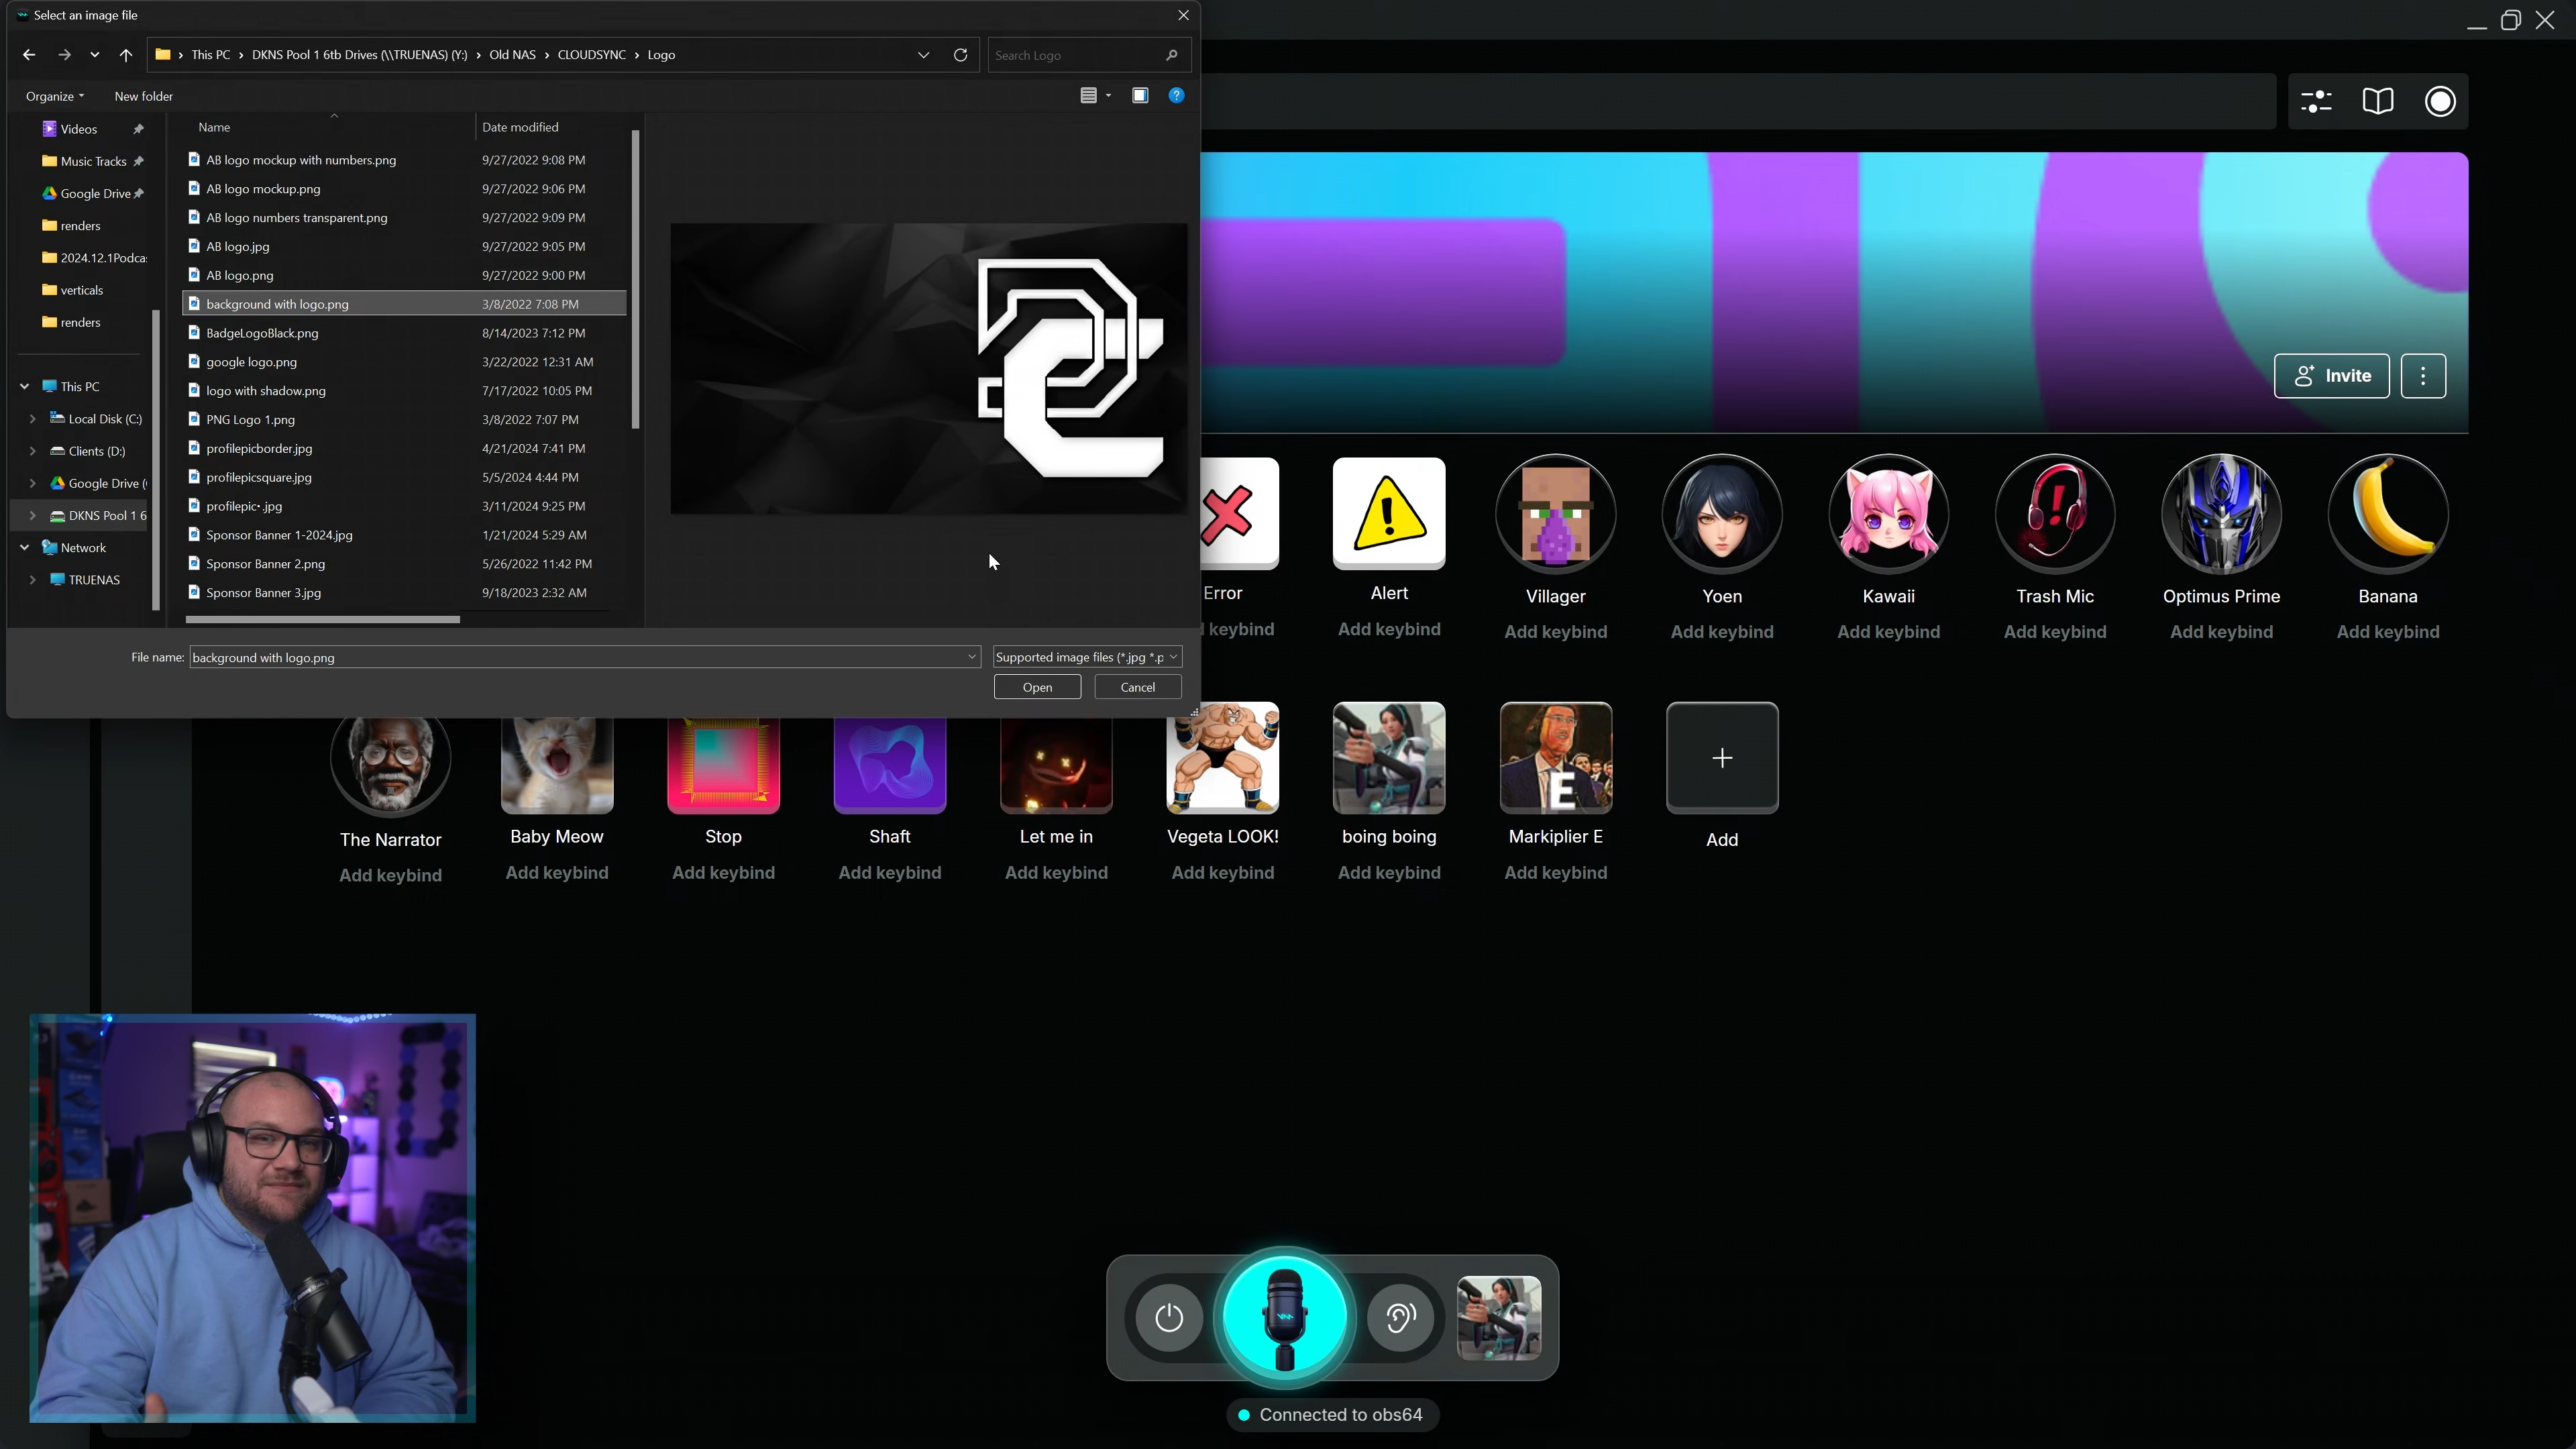 Select an image file
This PC > DKNS Pool 1 6tb Drives (\\TRUENAS) (Y:) > Old NAS > CLOUDSYNC > Logo
Search Logo
Organize
New folder
Videos
Music Tracks
Google Drive
renders
2024.12.1Podca
verticals
renders
This PC
Local Disk (C:)
Clients (D:)
Google Drive (
DKNS Pool 1 6
Network
TRUENAS
Name Date modified
AB logo mockup with numbers.png 9/27/2022 9:08 PM
AB logo mockup.png 9/27/2022 9:06 PM
AB logo numbers transparent.png 9/27/2022 9:09 PM
AB logo.jpg 9/27/2022 9:05 PM
AB logo.png 9/27/2022 9:00 PM
background with logo.png 3/8/2022 7:08 PM
BadgeLogoBlack.png 8/14/2023 7:12 PM
google logo.png 3/22/2022 12:31 AM
logo with shadow.png 7/17/2022 10:05 PM
PNG Logo 1.png 3/8/2022 7:07 PM
profilepicborder.jpg 4/21/2024 7:41 PM
profilepicsquare.jpg 5/5/2024 4:44 PM
profilepic·.jpg 3/11/2024 9:25 PM
Sponsor Banner 1-2024.jpg 1/21/2024 5:29 AM
Sponsor Banner 2.png 5/26/2022 11:42 PM
Sponsor Banner 3.jpg 9/18/2023 2:32 AM
File name: background with logo.png
Supported image files (*.jpg *.p
Open
Cancel
Invite
Error
keybind
Alert
Add keybind
Villager
Add keybind
Yoen
Add keybind
Kawaii
Add keybind
Trash Mic
Add keybind
Optimus Prime
Add keybind
Banana
Add keybind
The Narrator
Add keybind
Baby Meow
Add keybind
Stop
Add keybind
Shaft
Add keybind
Let me in
Add keybind
Vegeta LOOK!
Add keybind
boing boing
Add keybind
E
Markiplier E
Add keybind
Add
Connected to obs64